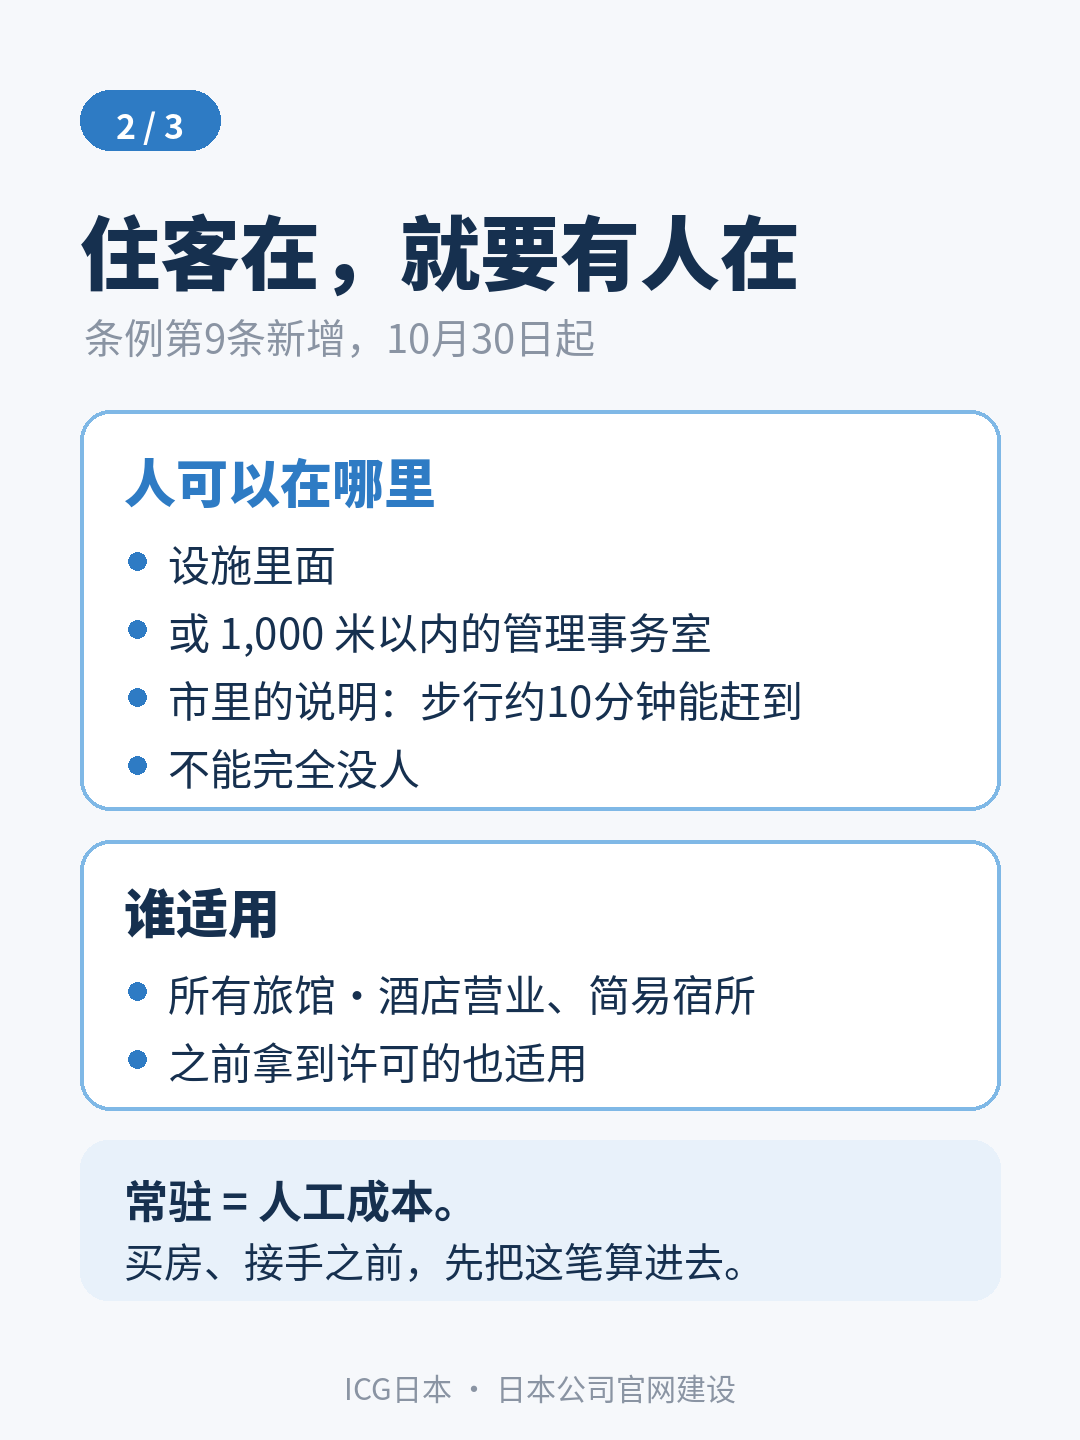 2 / 3
住客在，就要有人在
条例第9条新增，10月30日起
人可以在哪里
设施里面
或 1,000 米以内的管理事务室
市里的说明：步行约10分钟能赶到
不能完全没人
谁适用
所有旅馆・酒店营业、简易宿所
之前拿到许可的也适用
常驻 = 人工成本。
买房、接手之前，先把这笔算进去。
ICG日本 ・ 日本公司官网建设